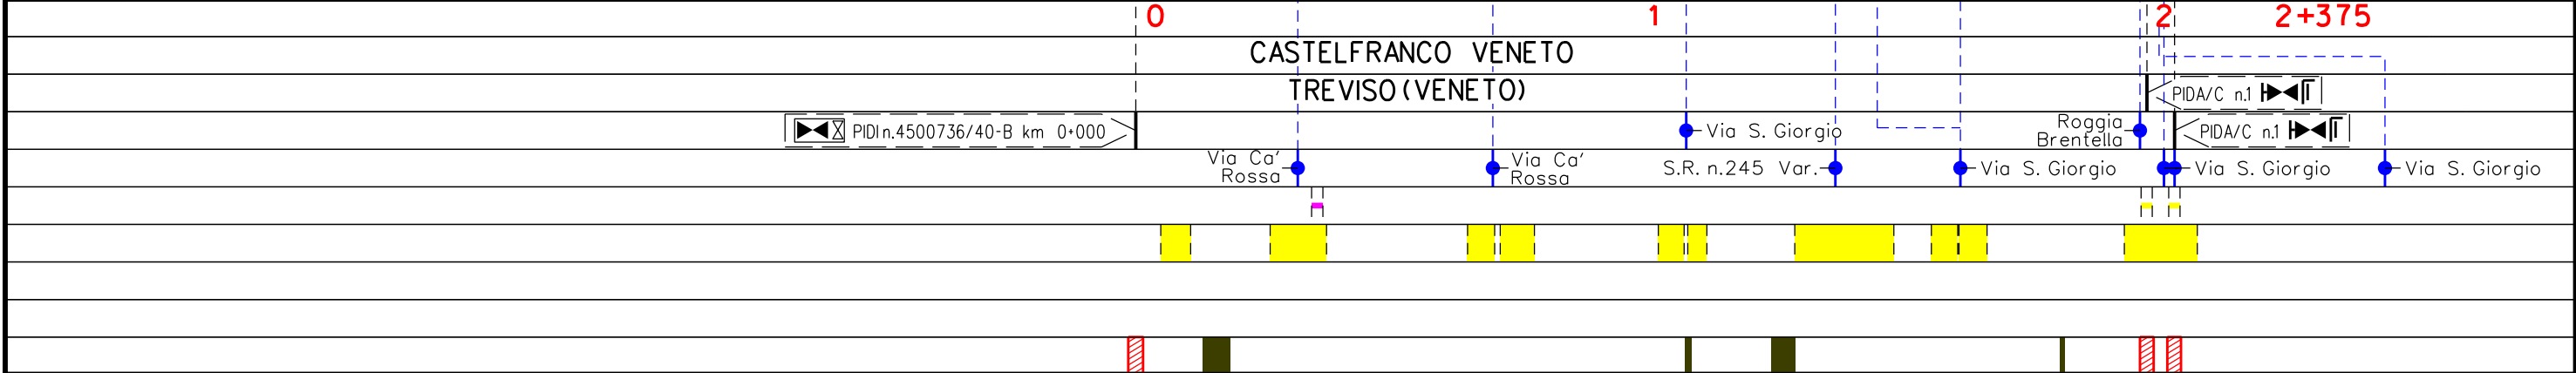 0 1 2 2+375
CASTELFRANCO VENETO
TREVISO (VENETO)
PIDA/C n.1
PIDI n.4500736/40-B km 0+000
Via S. Giorgio
Roggia
Brentella
PIDA/C n.1
Via Ca'
Rossa
Via Ca'
Rossa
S.R. n.245 Var.
Via S. Giorgio
Via S. Giorgio
Via S. Giorgio